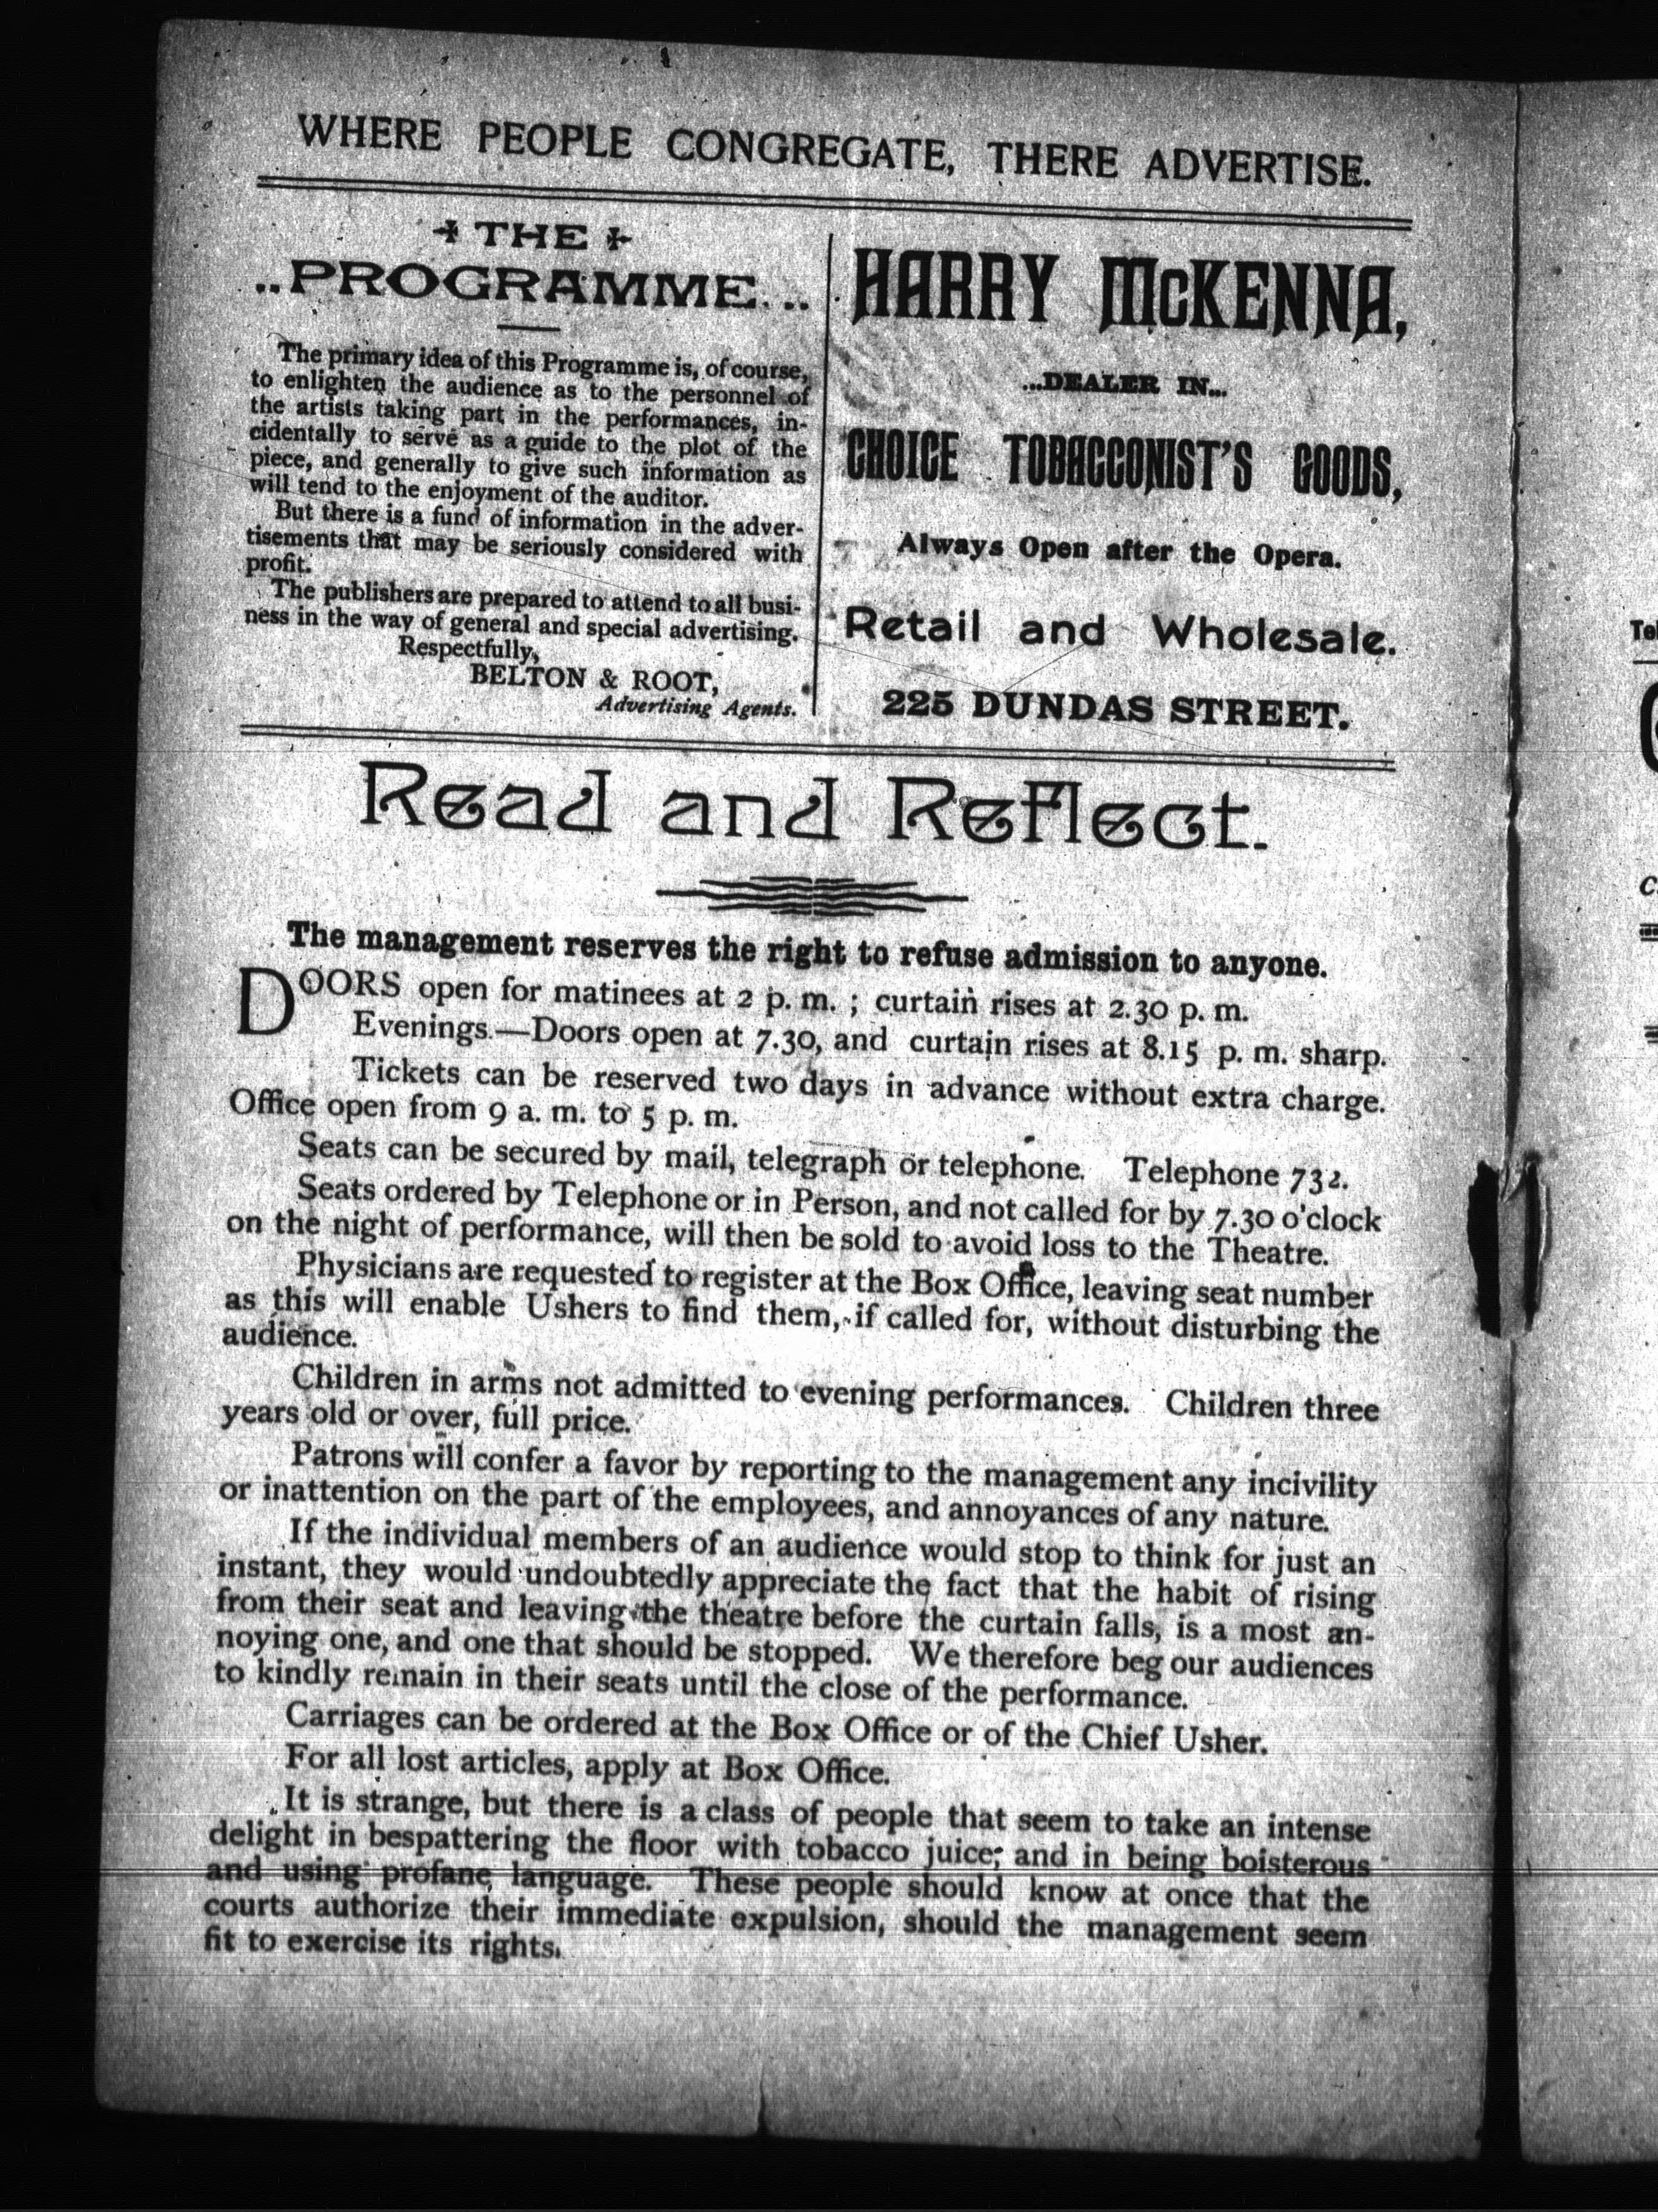 WHERE PEOPLE CONGREGATE, THERE ADVERTISE.
THE
..PROGRAMME...
The primary idea of this Programme is, of course,
to enlighten the audience as to the personnel of
the artists taking part in the performances, in-
cidentally to serve as a guide to the plot of the
piece, and generally to give such information as
will tend to the enjoyment of the auditor.
But there is a fund of information in the adver-
tisements that may be seriously considered with
profit.
The publishers are prepared to attend to all busi-
ness in the way of general and special advertising.
Respectfully,
BELTON & ROOT,
Advertising Agents.
HARRY McKENNA,
...DEALER IN...
CHOICE TOBACCONIST'S GOODS,
Always Open after the Opera.
Retail and Wholesale.
225 DUNDAS STREET.
Read and Reflect.
The management reserves the right to refuse admission to anyone.
DOORS open for matinees at 2 p. m. ; curtain rises at 2.30 p. m.
Evenings.—Doors open at 7.30, and curtain rises at 8.15 p. m. sharp.
Tickets can be reserved two days in advance without extra charge.
Office open from 9 a. m. to 5 p. m.
Seats can be secured by mail, telegraph or telephone. Telephone 732.
Seats ordered by Telephone or in Person, and not called for by 7.30 o'clock
on the night of performance, will then be sold to avoid loss to the Theatre.
Physicians are requested to register at the Box Office, leaving seat number
as this will enable Ushers to find them, if called for, without disturbing the
audience.
Children in arms not admitted to evening performances. Children three
years old or over, full price.
Patrons will confer a favor by reporting to the management any incivility
or inattention on the part of the employees, and annoyances of any nature.
If the individual members of an audience would stop to think for just an
instant, they would undoubtedly appreciate the fact that the habit of rising
from their seat and leaving the theatre before the curtain falls, is a most an-
noying one, and one that should be stopped. We therefore beg our audiences
to kindly remain in their seats until the close of the performance.
Carriages can be ordered at the Box Office or of the Chief Usher.
For all lost articles, apply at Box Office.
It is strange, but there is a class of people that seem to take an intense
delight in bespattering the floor with tobacco juice; and in being boisterous
and using profane language. These people should know at once that the
courts authorize their immediate expulsion, should the management seem
fit to exercise its rights.